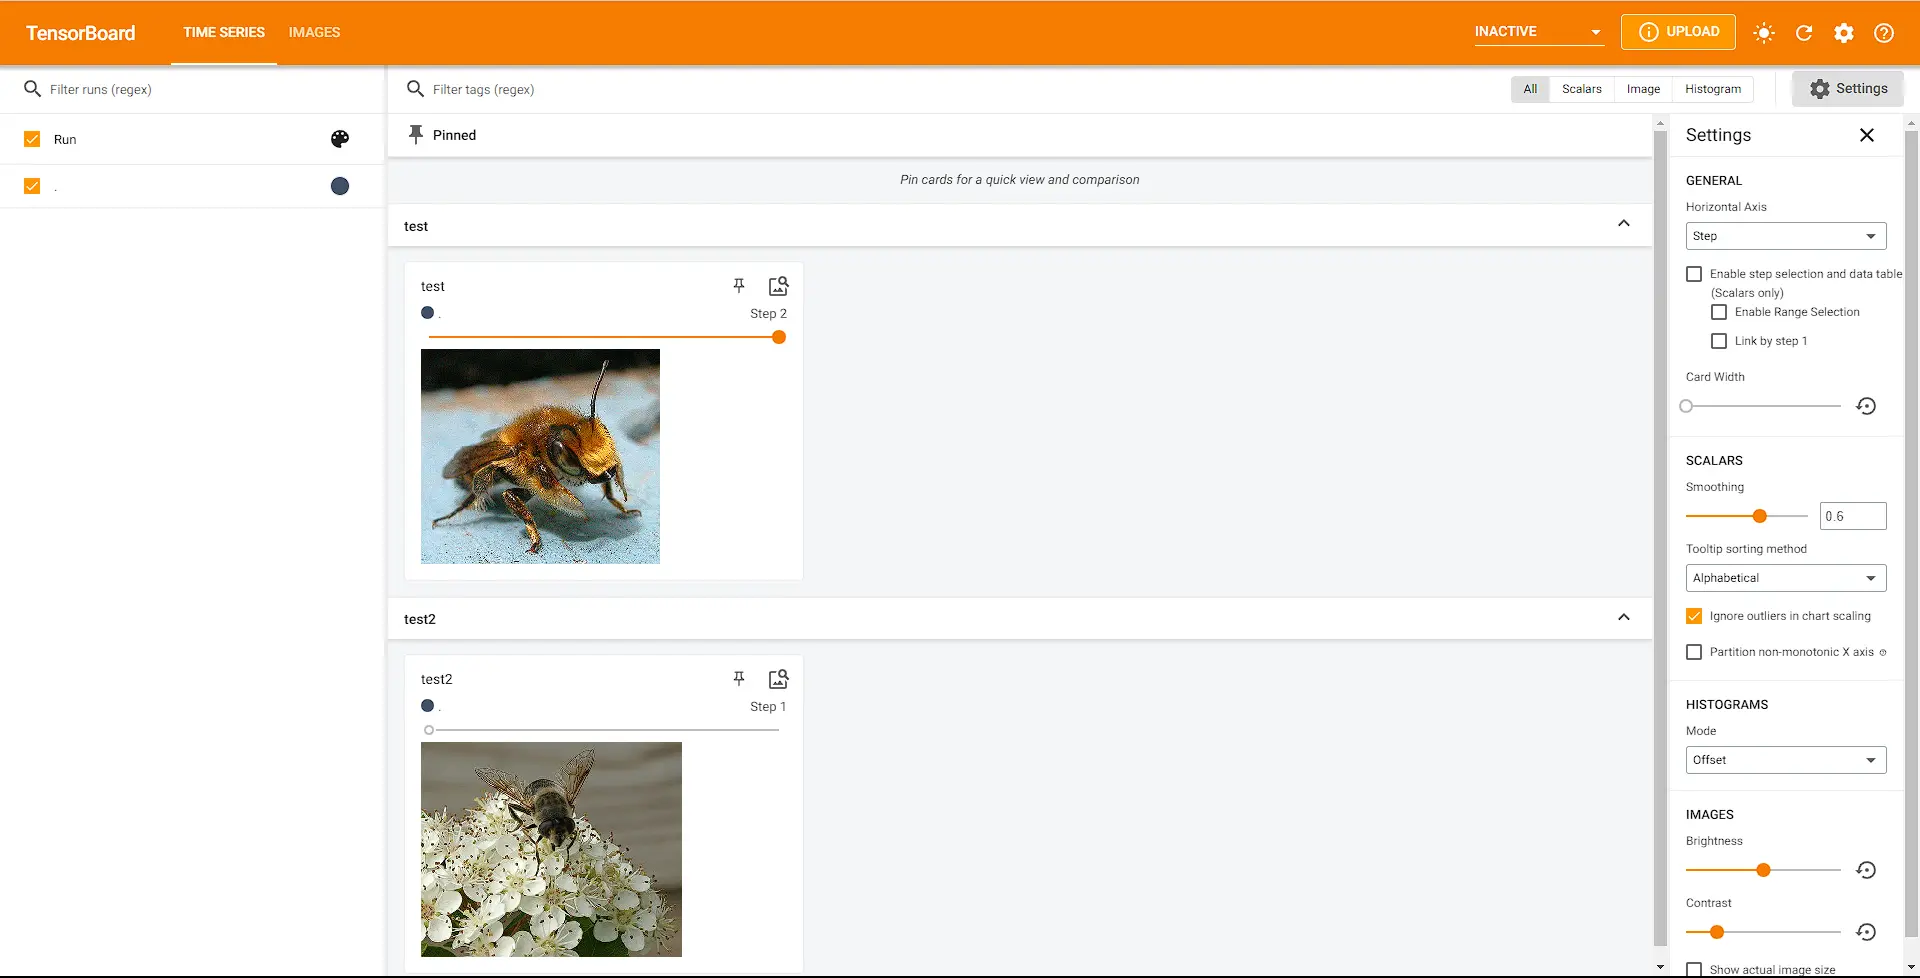 TensorBoard
TIME SERIES
IMAGES
INACTIVE
UPLOAD
Filter runs (regex)
Filter tags (regex)
All
Scalars
Image
Histogram
Settings
Run
.
Pinned
Pin cards for a quick view and comparison
test
test
.
Step 2
test2
test2
.
Step 1
Settings
GENERAL
Horizontal Axis
Step
Enable step selection and data table
(Scalars only)
Enable Range Selection
Link by step 1
Card Width
SCALARS
Smoothing
0.6
Tooltip sorting method
Alphabetical
Ignore outliers in chart scaling
Partition non-monotonic X axis
HISTOGRAMS
Mode
Offset
IMAGES
Brightness
Contrast
Show actual image size